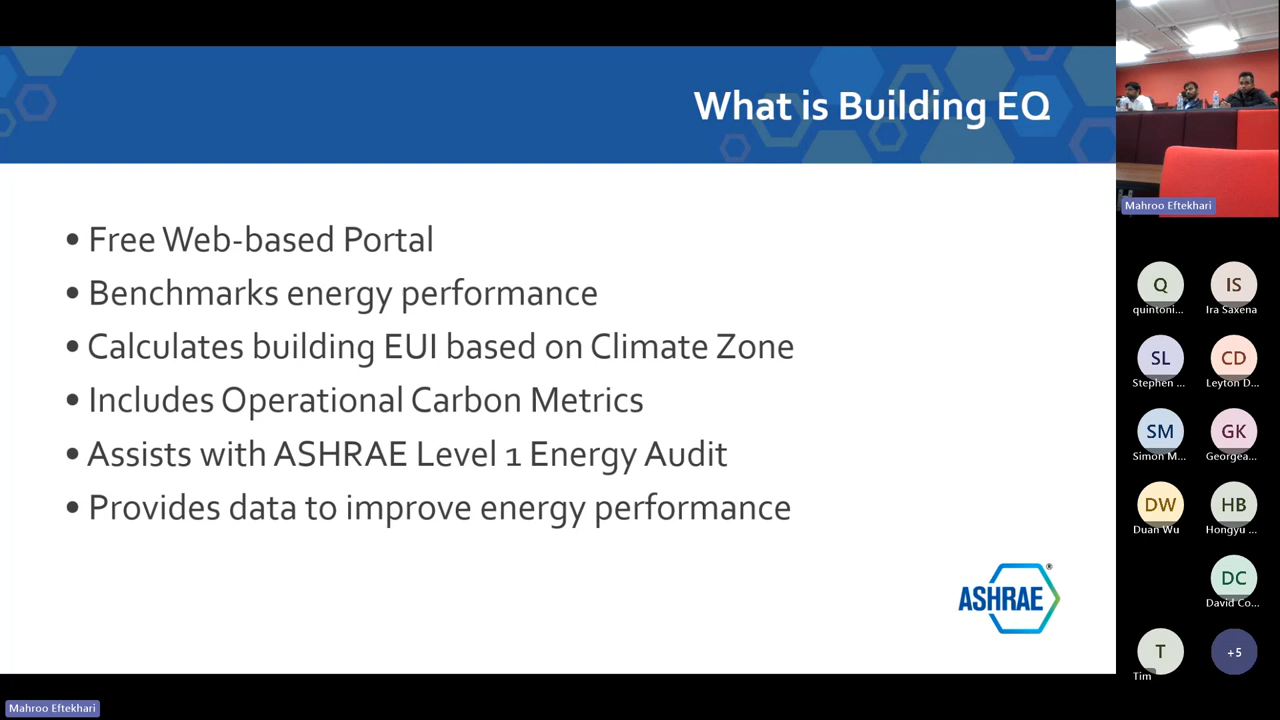 What is Building EQ
• Free Web-based Portal
• Benchmarks energy performance
• Calculates building EUI based on Climate Zone
• Includes Operational Carbon Metrics
• Assists with ASHRAE Level 1 Energy Audit
• Provides data to improve energy performance
ASHRAE®
Mahroo Eftekhari
Q IS
quintoni... Ira Saxena
SL CD
Stephen ... Leyton D...
SM GK
Simon M... Georgea...
DW HB
Duan Wu Hongyu ...
DC
David Co...
T +5
Tim
Mahroo Eftekhari